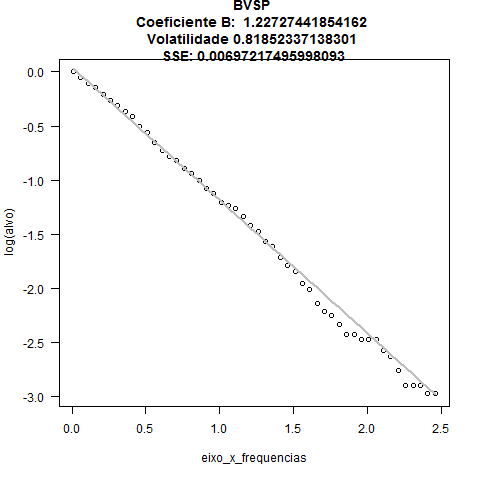 BVSP
Coeficiente B: 1.22727441854162
Volatilidade 0.81852337138301
SSE: 0.00697217495998093
0.0
-0.5
-1.0
-1.5
-2.0
-2.5
-3.0
log(alvo)
0.0 0.5 1.0 1.5 2.0 2.5
eixo_x_frequencias